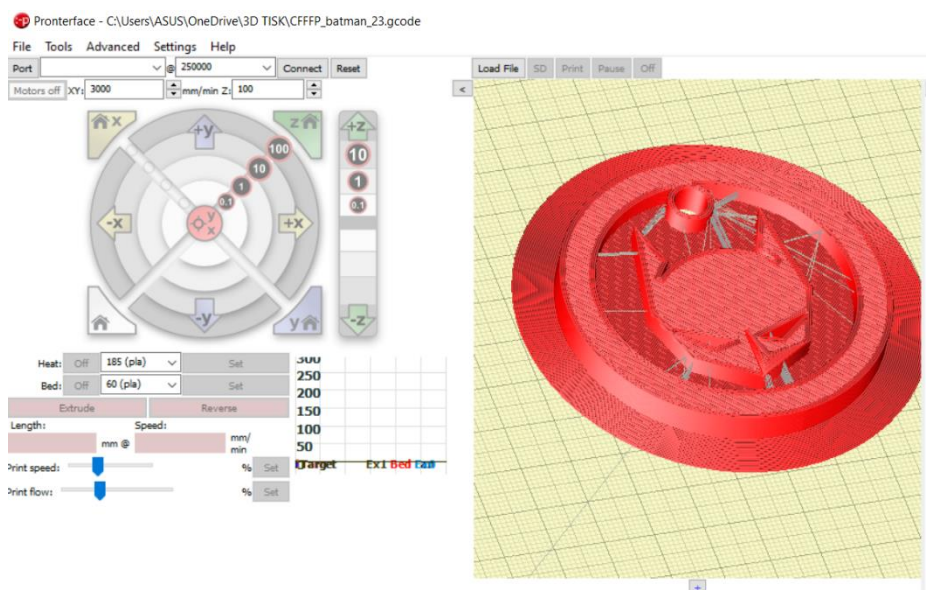 Pronterface - C:\Users\ASUS\OneDrive\3D TISK\CFFFP_batman_23.gcode
File Tools Advanced Settings Help
Port @ 250000 Connect Reset
Load File SD Print Pause Off
Motors off XY: 3000 mm/min Z: 100
<
x +y z +z
100
10
1
0.1
10
1
0.1
-x y x +x
-y y -z
Heat: Off 185 (pla) Set
Bed: Off 60 (pla) Set
Extrude Reverse
Length: Speed:
mm @ mm/min
Print speed: % Set
Print flow: % Set
300
250
200
150
100
50
Target Ex1 Bed
+